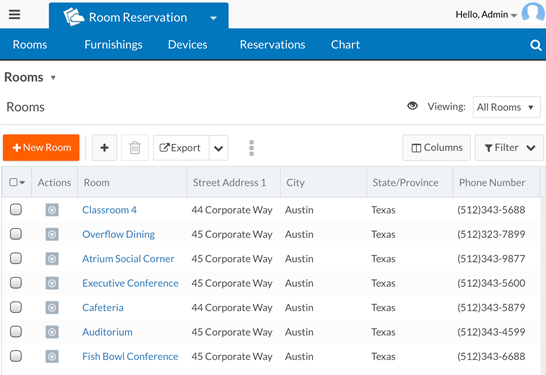 Room Reservation Hello, Admin
Rooms Furnishings Devices Reservations Chart
Rooms
Rooms Viewing: All Rooms
+ New Room + Export Columns Filter
Actions Room Street Address 1 City State/Province Phone Number
Classroom 4 44 Corporate Way Austin Texas (512)343-5688
Overflow Dining 45 Corporate Way Austin Texas (512)323-7899
Atrium Social Corner 45 Corporate Way Austin Texas (512)343-9877
Executive Conference 45 Corporate Way Austin Texas (512)343-5600
Cafeteria 44 Corporate Way Austin Texas (512)343-5879
Auditorium 45 Corporate Way Austin Texas (512)343-4599
Fish Bowl Conference 45 Corporate Way Austin Texas (512)343-6688